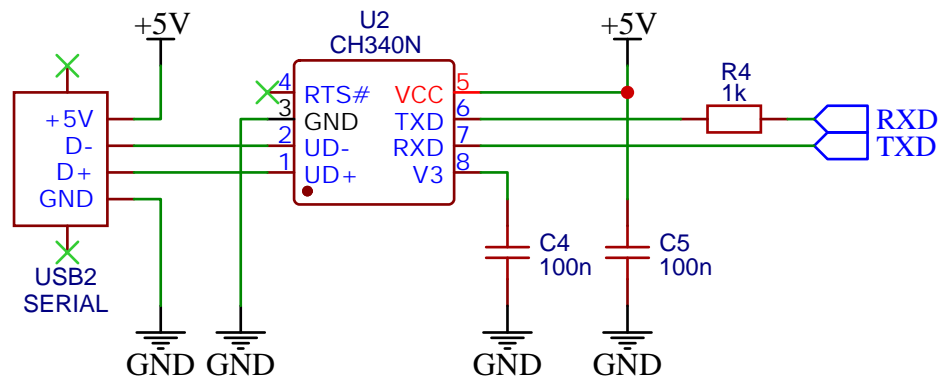 +5V
U2
CH340N
+5V
R4
1k
+5V
D-
D+
GND
USB2
SERIAL
4
3
2
1
RTS#
GND
UD-
UD+
VCC
TXD
RXD
V3
5
6
7
8
RXD
TXD
C4
100n
C5
100n
GND
GND
GND
GND